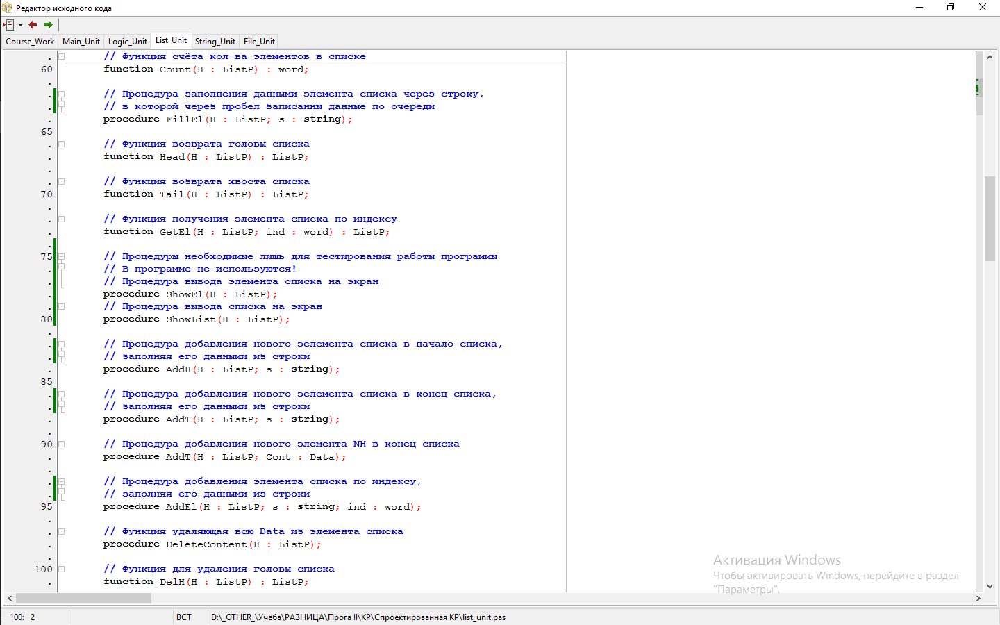 Редактор исходного кода
Course_Work Main_Unit Logic_Unit List_Unit String_Unit File_Unit
. // Функция счёта кол-ва элементов в списке
60 function Count(H : ListP) : word;
.
. // Процедура заполнения данными элемента списка через строку,
. // в которой через пробел записанны данные по очереди
. procedure FillEl(H : ListP; s : string);
65
. // Функция возврата головы списка
. function Head(H : ListP) : ListP;
.
. // Функция возврата хвоста списка
70 function Tail(H : ListP) : ListP;
.
. // Функция получения элемента списка по индексу
. function GetEl(H : ListP; ind : word) : ListP;
.
75 // Процедуры необходимые лишь для тестирования работы программы
. // В программе не используются!
. // Процедура вывода элемента списка на экран
. procedure ShowEl(H : ListP);
. // Процедура вывода списка на экран
80 procedure ShowList(H : ListP);
.
. // Процедура добавления нового эелемента списка в начало списка,
. // заполняя его данными из строки
. procedure AddH(H : ListP; s : string);
85
. // Процедура добавления нового эелемента списка в конец списка,
. // заполняя его данными из строки
. procedure AddT(H : ListP; s : string);
.
90 // Процедура добавления нового элемента NH в конец списка
. procedure AddT(H : ListP; Cont : Data);
.
. // Процедура добавления элемента списка по индексу,
. // заполняя его данными из строки
95 procedure AddEl(H : ListP; s : string; ind : word);
.
. // Функция удаляющая всю Data из элемента списка
. procedure DeleteContent(H : ListP);
.
100 // Функция для удаления головы списка
. function DelH(H : ListP) : ListP;
Активация Windows
Чтобы активировать Windows, перейдите в раздел
"Параметры".
100: 2 ВСТ D:\_OTHER_\Учёба\РАЗНИЦА\Прога II\КР\Спроектированная КР\list_unit.pas